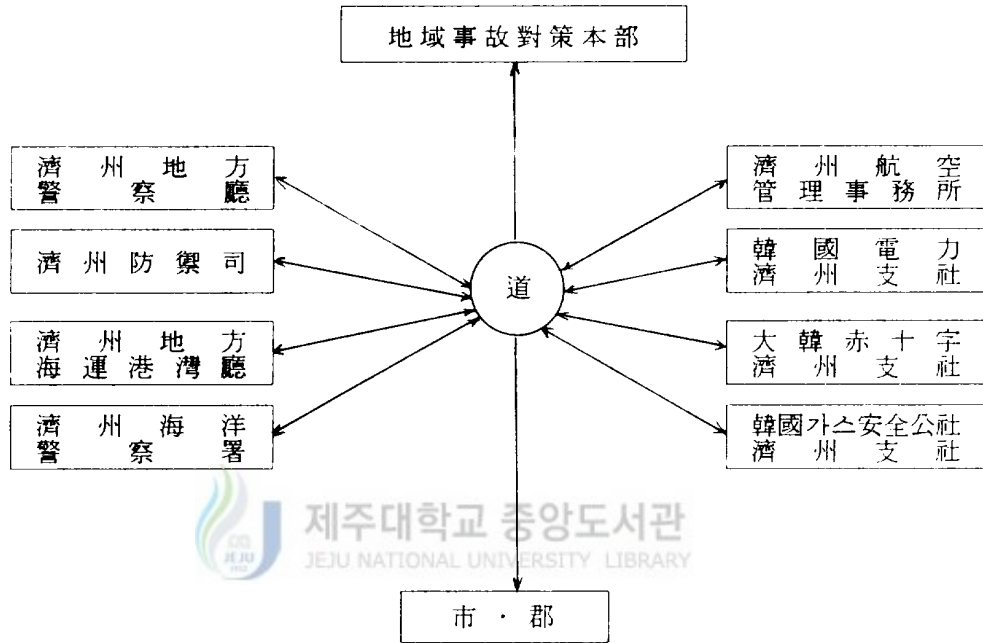 地域事故對策本部
濟州地方
警察廳
濟州防禦司
濟州地方
海運港灣廳
濟州海洋
警察署
道
濟州航空
管理事務所
韓國電力
濟州支社
大韓赤十字
濟州支社
韓國가스安全公社
濟州支社
제주대학교 중앙도서관
JEJU NATIONAL UNIVERSITY LIBRARY
市·郡